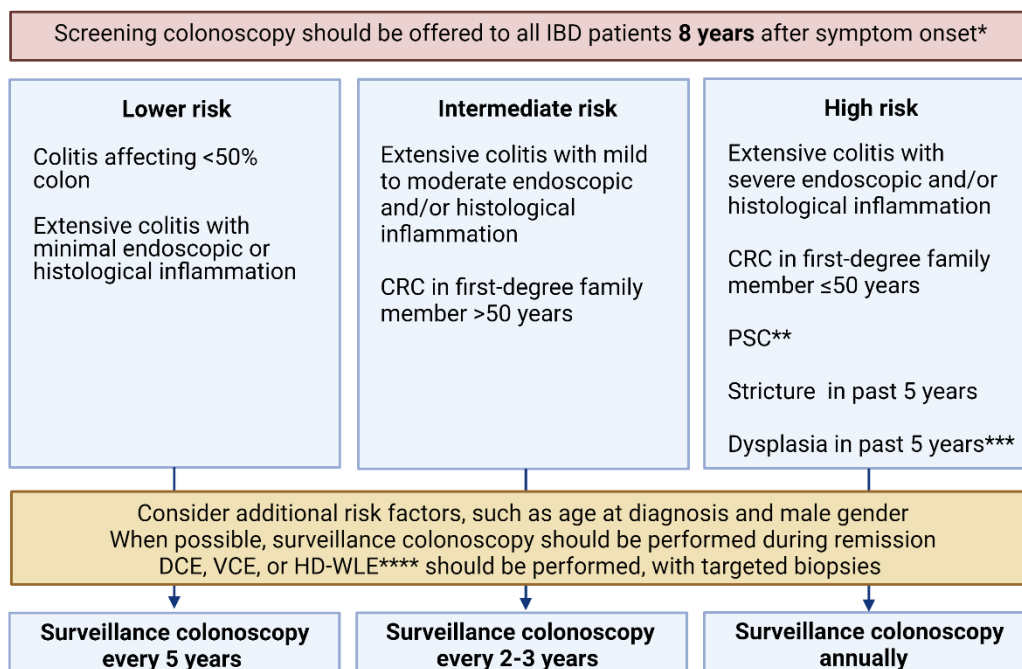 Screening colonoscopy should be offered to all IBD patients 8 years after symptom onset*
Lower risk
Colitis affecting <50%
colon
Extensive colitis with
minimal endoscopic or
histological inflammation
Intermediate risk
Extensive colitis with mild
to moderate endoscopic
and/or histological
inflammation
CRC in first-degree family
member >50 years
High risk
Extensive colitis with
severe endoscopic and/or
histological inflammation
CRC in first-degree family
member ≤50 years
PSC**
Stricture in past 5 years
Dysplasia in past 5 years***
Consider additional risk factors, such as age at diagnosis and male gender
When possible, surveillance colonoscopy should be performed during remission
DCE, VCE, or HD-WLE**** should be performed, with targeted biopsies
Surveillance colonoscopy
every 5 years
Surveillance colonoscopy
every 2-3 years
Surveillance colonoscopy
annually